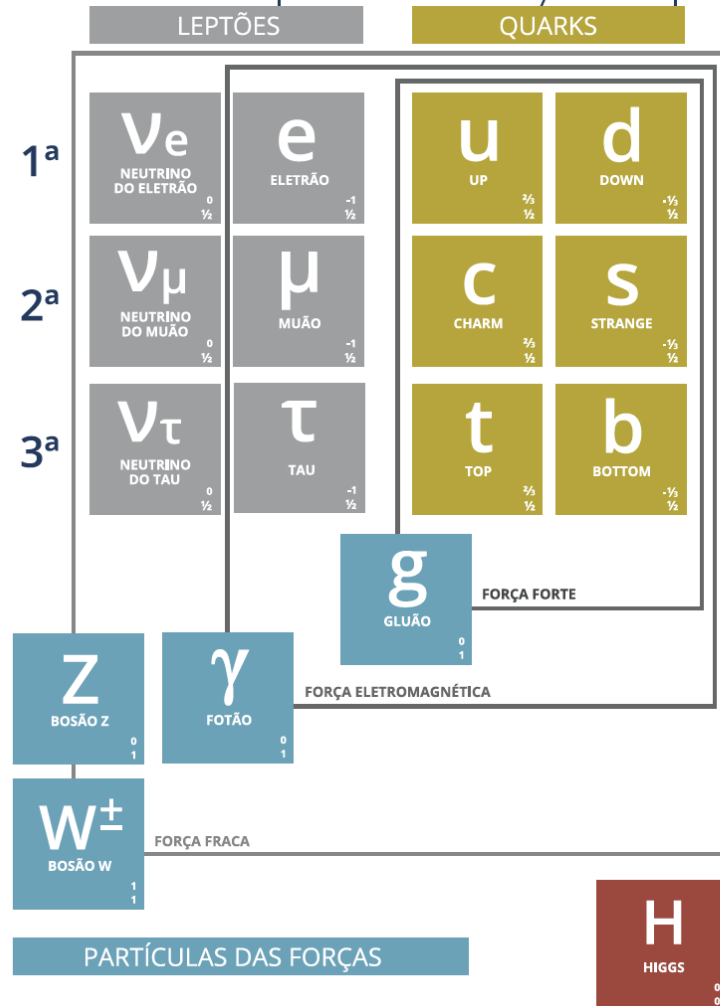 LEPTÕES
QUARKS
1ª
νe
NEUTRINO
DO ELETRÃO
0
½
e
ELETRÃO
-1
½
u
UP
⅔
½
d
DOWN
-⅓
½
2ª
νμ
NEUTRINO
DO MUÃO
0
½
μ
MUÃO
-1
½
c
CHARM
⅔
½
s
STRANGE
-⅓
½
3ª
ντ
NEUTRINO
DO TAU
0
½
τ
TAU
-1
½
t
TOP
⅔
½
b
BOTTOM
-⅓
½
g
GLUÃO
0
1
FORÇA FORTE
Z
BOSÃO Z
0
1
γ
FOTÃO
0
1
FORÇA ELETROMAGNÉTICA
W±
BOSÃO W
1
1
FORÇA FRACA
H
HIGGS
0
0
PARTÍCULAS DAS FORÇAS